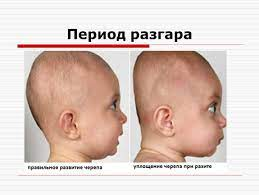 Период разгара
правильное развитие черепа
уплощение черепа при рахите